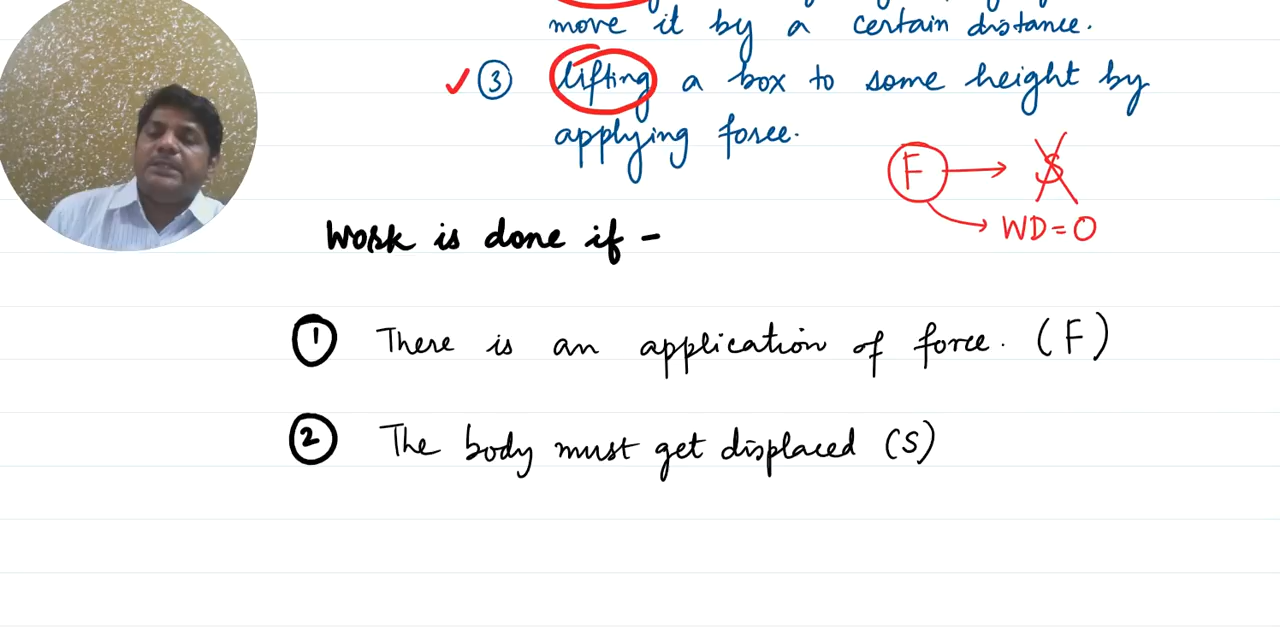 move it by a certain distance.
③ lifting a box to some height by
applying force.
F → S
WD = 0
Work is done if -
① There is an application of force. (F)
② The body must get displaced (S)